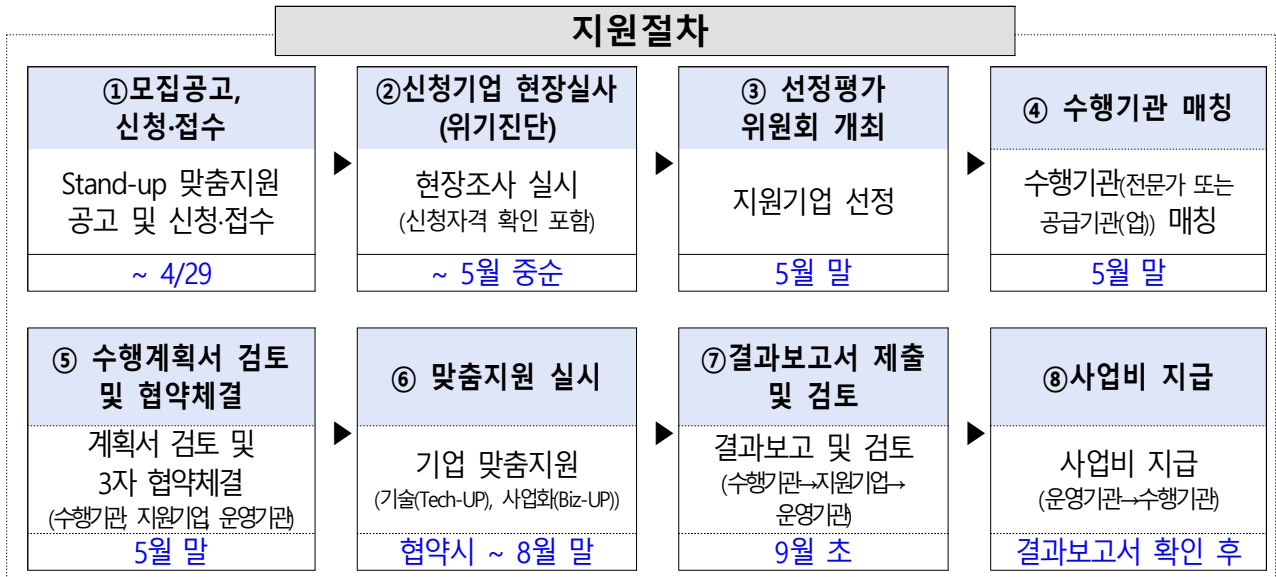 지원절차
①모집공고,
신청·접수
Stand-up 맞춤지원
공고 및 신청·접수
~ 4/29
▶
②신청기업 현장실사
(위기진단)
현장조사 실시
(신청자격 확인 포함)
~ 5월 중순
▶
③ 선정평가
위원회 개최
지원기업 선정
5월 말
▶
④ 수행기관 매칭
수행기관(전문가 또는
공급기관(업)) 매칭
5월 말
⑤ 수행계획서 검토
및 협약체결
계획서 검토 및
3자 협약체결
(수행기관, 지원기업, 운영기관)
5월 말
▶
⑥ 맞춤지원 실시
기업 맞춤지원
(기술(Tech-UP), 사업화(Biz-UP))
협약시 ~ 8월 말
▶
⑦결과보고서 제출
및 검토
결과보고 및 검토
(수행기관→지원기업→
운영기관)
9월 초
▶
⑧사업비 지급
사업비 지급
(운영기관→수행기관)
결과보고서 확인 후